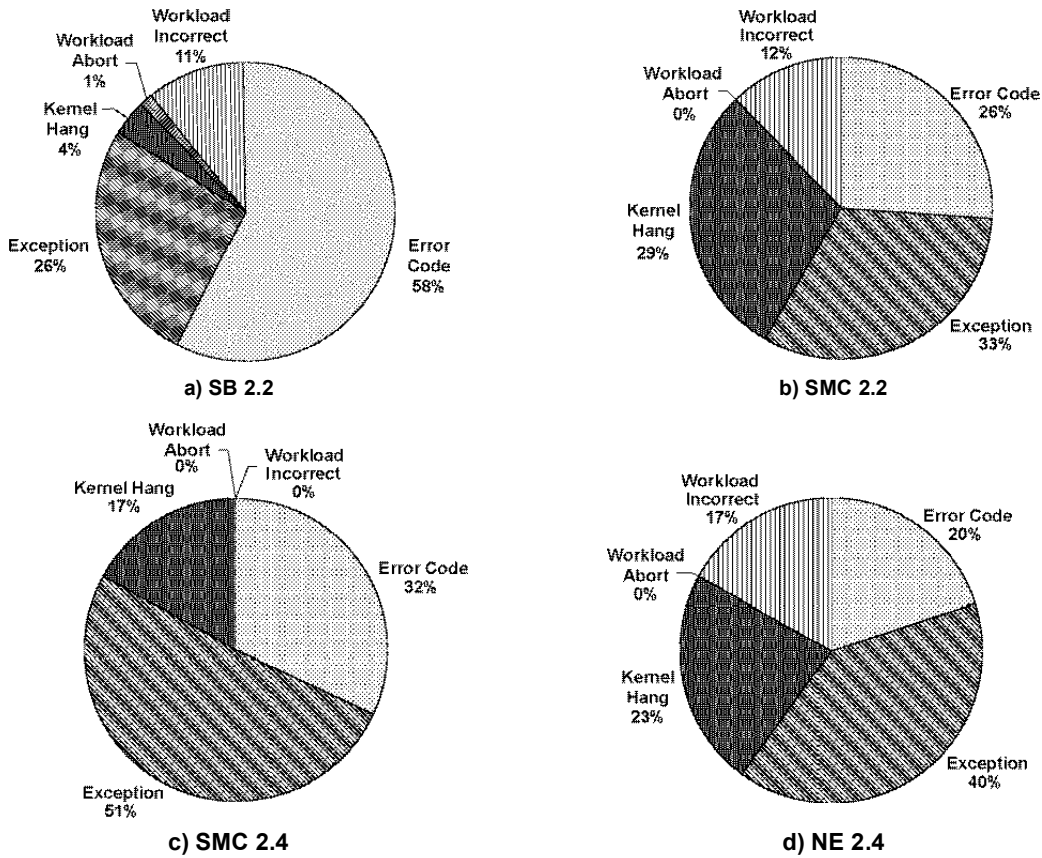 Workload
Incorrect
11%
Workload
Abort
1%
Kernel
Hang
4%
Exception
26%
Error
Code
58%
a) SB 2.2
Workload
Incorrect
12%
Workload
Abort
0%
Error Code
26%
Kernel
Hang
29%
Exception
33%
b) SMC 2.2
Workload
Abort
0%
Workload
Incorrect
0%
Kernel Hang
17%
Error Code
32%
Exception
51%
c) SMC 2.4
Workload
Incorrect
17%
Error Code
20%
Workload
Abort
0%
Kernel
Hang
23%
Exception
40%
d) NE 2.4